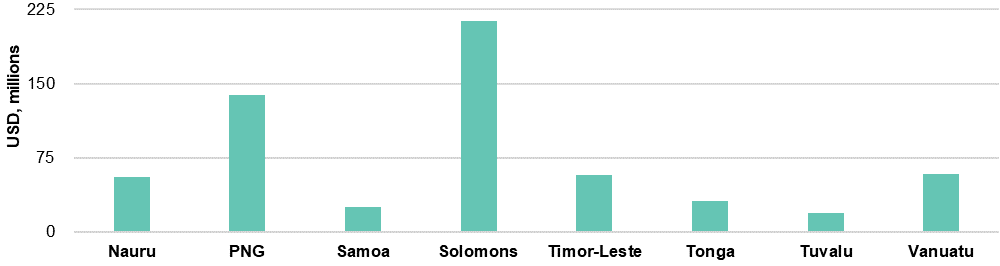 USD, millions
225
150
75
0
Nauru PNG Samoa Solomons Timor-Leste Tonga Tuvalu Vanuatu